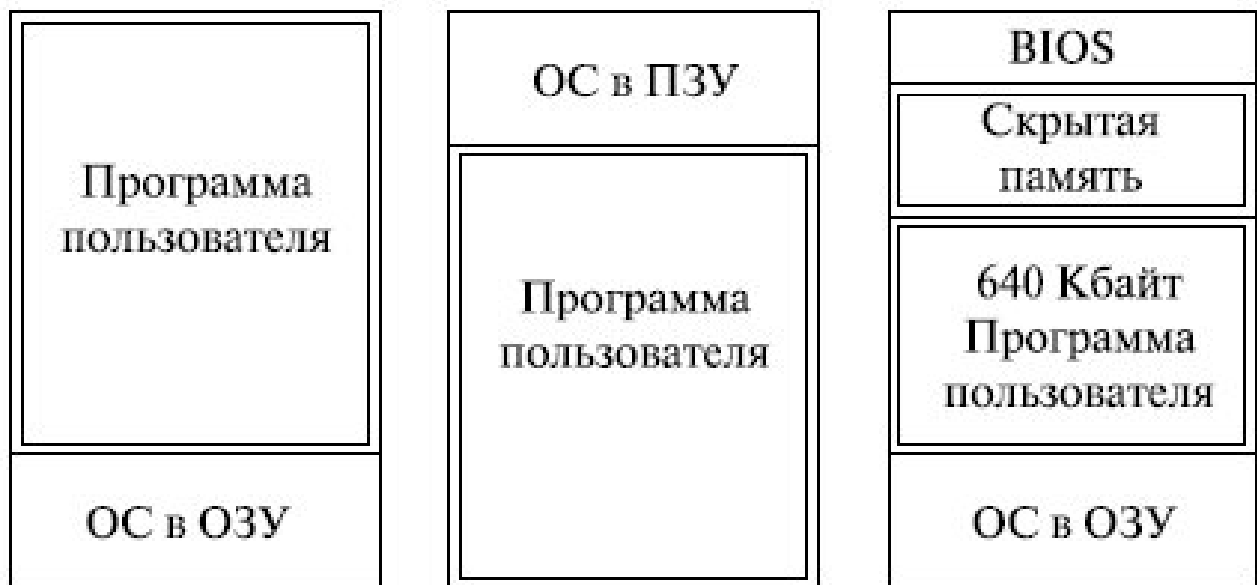 Программа
пользователя
ОС в ОЗУ
ОС в ПЗУ
Программа
пользователя
BIOS
Скрытая
память
640 Кбайт
Программа
пользователя
ОС в ОЗУ